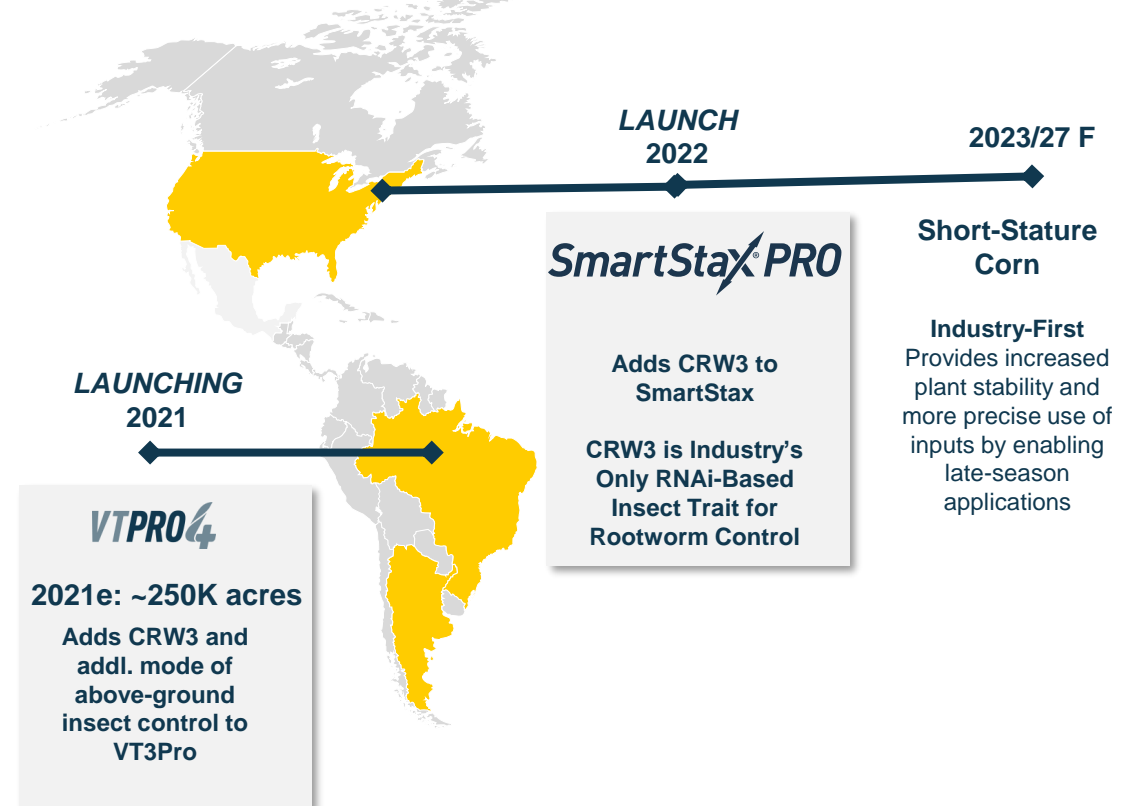 LAUNCH
2022
2023/27 F
SmartStax® PRO
Adds CRW3 to
SmartStax
CRW3 is Industry's
Only RNAi-Based
Insect Trait for
Rootworm Control
Short-Stature
Corn
Industry-First
Provides increased
plant stability and
more precise use of
inputs by enabling
late-season
applications
LAUNCHING
2021
VTPRO4
2021e: ~250K acres
Adds CRW3 and
addl. mode of
above-ground
insect control to
VT3Pro